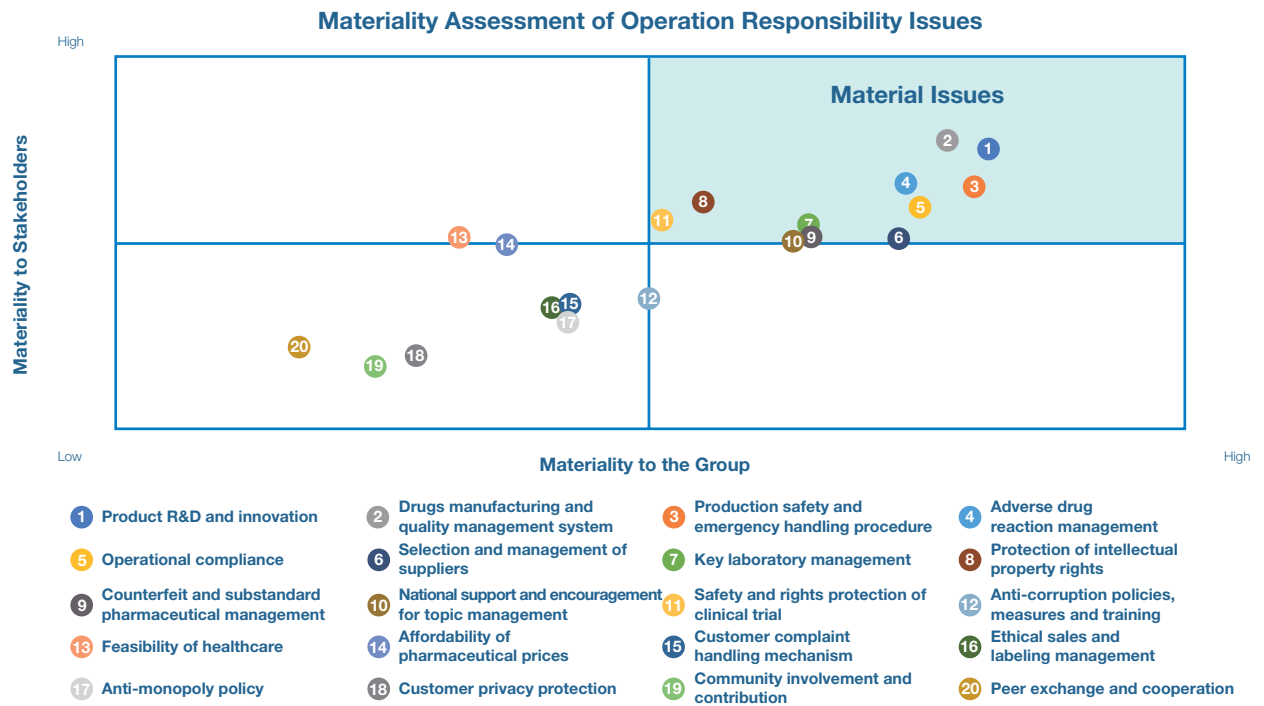 Materiality Assessment of Operation Responsibility Issues
High
Materiality to Stakeholders
Material Issues
2
1
4
3
8
5
11
7
13
14
10
9
6
12
16
15
17
20
18
19
Low
Materiality to the Group
High
1 Product R&D and innovation
2 Drugs manufacturing and
quality management system
3 Production safety and
emergency handling procedure
4 Adverse drug
reaction management
5 Operational compliance
6 Selection and management of
suppliers
7 Key laboratory management
8 Protection of intellectual
property rights
9 Counterfeit and substandard
pharmaceutical management
10 National support and encouragement
for topic management
11 Safety and rights protection of
clinical trial
12 Anti-corruption policies,
measures and training
13 Feasibility of healthcare
14 Affordability of
pharmaceutical prices
15 Customer complaint
handling mechanism
16 Ethical sales and
labeling management
17 Anti-monopoly policy
18 Customer privacy protection
19 Community involvement and
contribution
20 Peer exchange and cooperation